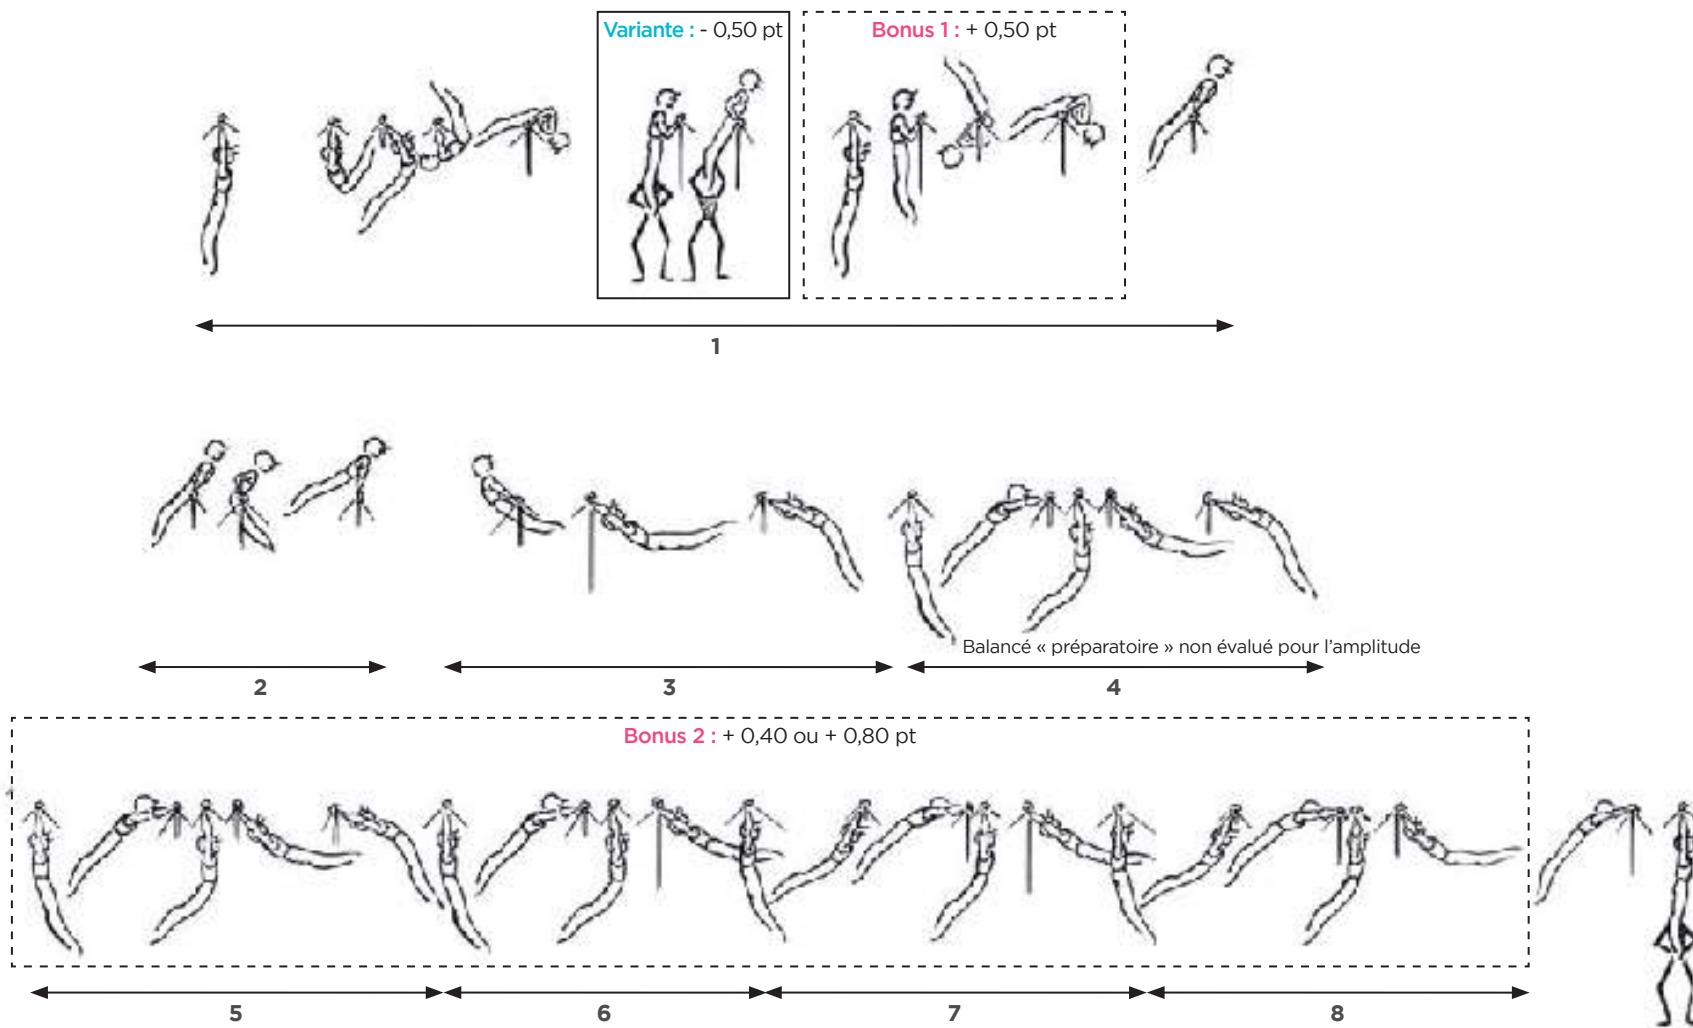 Variante : - 0,50 pt
Bonus 1 : + 0,50 pt
1
Balancé « préparatoire » non évalué pour l'amplitude
2
3
4
Bonus 2 : + 0,40 ou + 0,80 pt
5
6
7
8